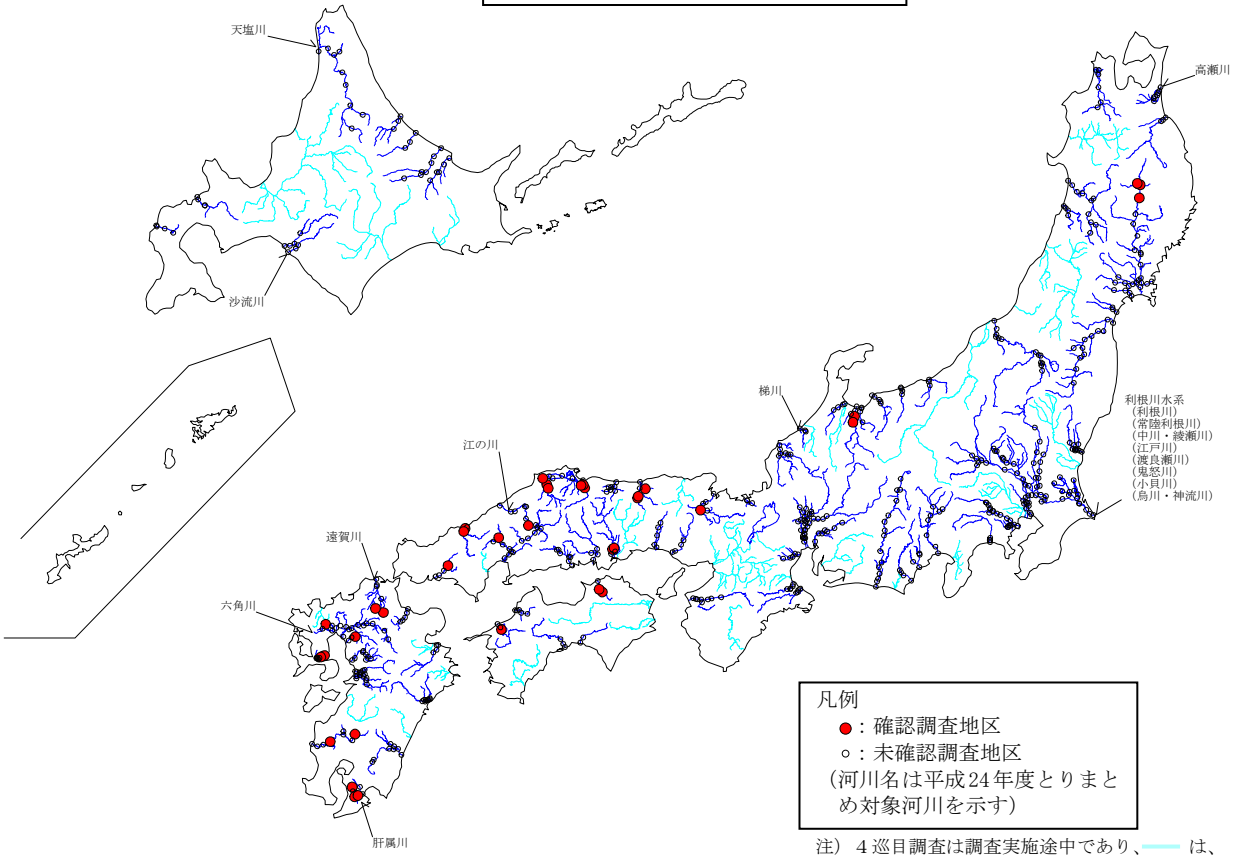 天塩川
高瀬川
沙流川
梯川
利根川水系
(利根川)
(常陸利根川)
(中川・綾瀬川)
(江戸川)
(渡良瀬川)
(鬼怒川)
(小貝川)
(烏川・神流川)
江の川
遠賀川
六角川
肝属川
凡例
●：確認調査地区
○：未確認調査地区
(河川名は平成24年度とりまと
め対象河川を示す)
注）４巡目調査は調査実施途中であり、 は、